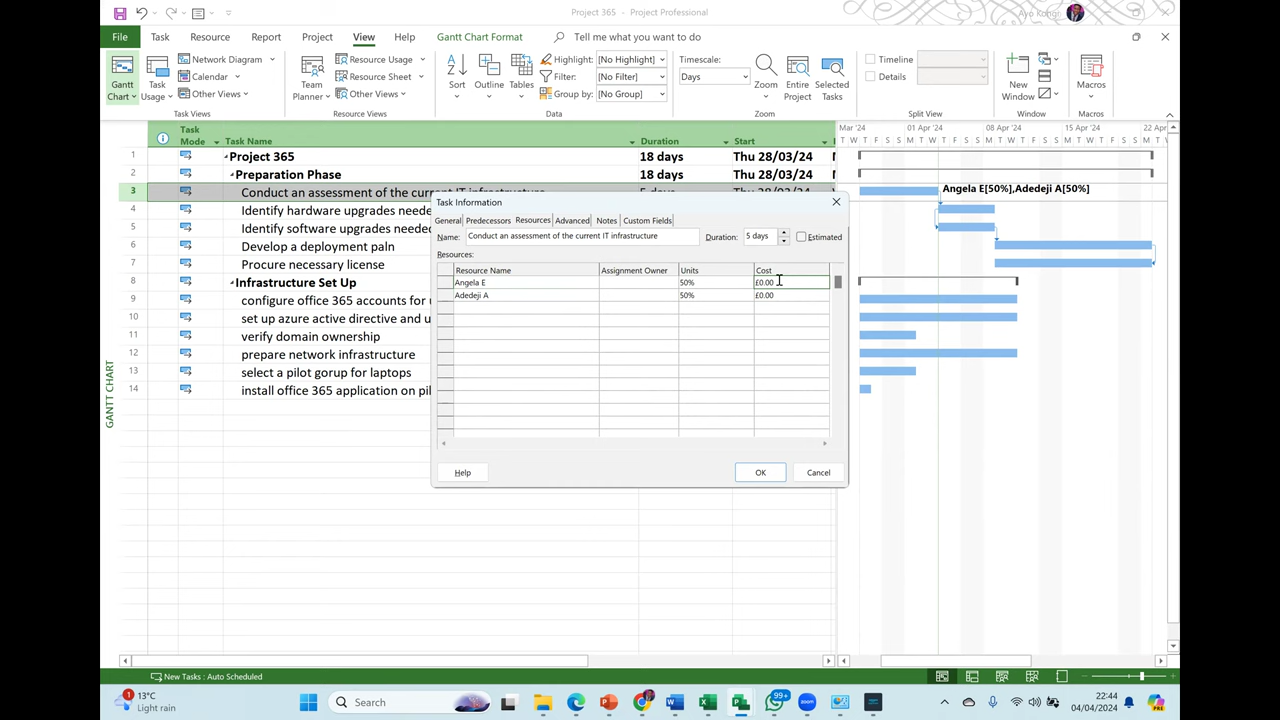 Project 365 - Project Professional
File Task Resource Report Project View Help Gantt Chart Format Tell me what you want to do
Gantt Chart
Task Usage
Network Diagram
Calendar
Other Views
Task Views
Team Planner
Resource Usage
Resource Sheet
Other Views
Resource Views
Sort
Outline
Tables
Highlight: [No Highlight]
Filter: [No Filter]
Group by: [No Group]
Data
Timescale:
Days
Zoom
Entire Project
Selected Tasks
Zoom
Timeline
Details
Split View
New Window
Window
Macros
Macros
Task Mode Task Name Duration Start
Mar '24 01 Apr '24 08 Apr '24 15 Apr '24 22 Apr
1 Project 365 18 days Thu 28/03/24
2 Preparation Phase 18 days Thu 28/03/24
3 Conduct an assessment of the current IT infrastructure 5 days Thu 28/03/24
Angela E[50%],Adedeji A[50%]
4 Identify hardware upgrades neede
5 Identify software upgrades neede
6 Develop a deployment paln
7 Procure necessary license
8 Infrastructure Set Up
9 configure office 365 accounts for u
10 set up azure active directory and u
11 verify domain ownership
12 prepare network infrastructure
13 select a pilot gorup for laptops
14 install office 365 application on pil
GANTT CHART
Task Information
General Predecessors Resources Advanced Notes Custom Fields
Name: Conduct an assessment of the current IT infrastructure Duration: 5 days Estimated
Resources:
Resource Name Assignment Owner Units Cost
Angela E 50% £0.00
Adedeji A 50% £0.00
Help OK Cancel
New Tasks : Auto Scheduled
13°C
Light rain
Search
99+
22:44
04/04/2024